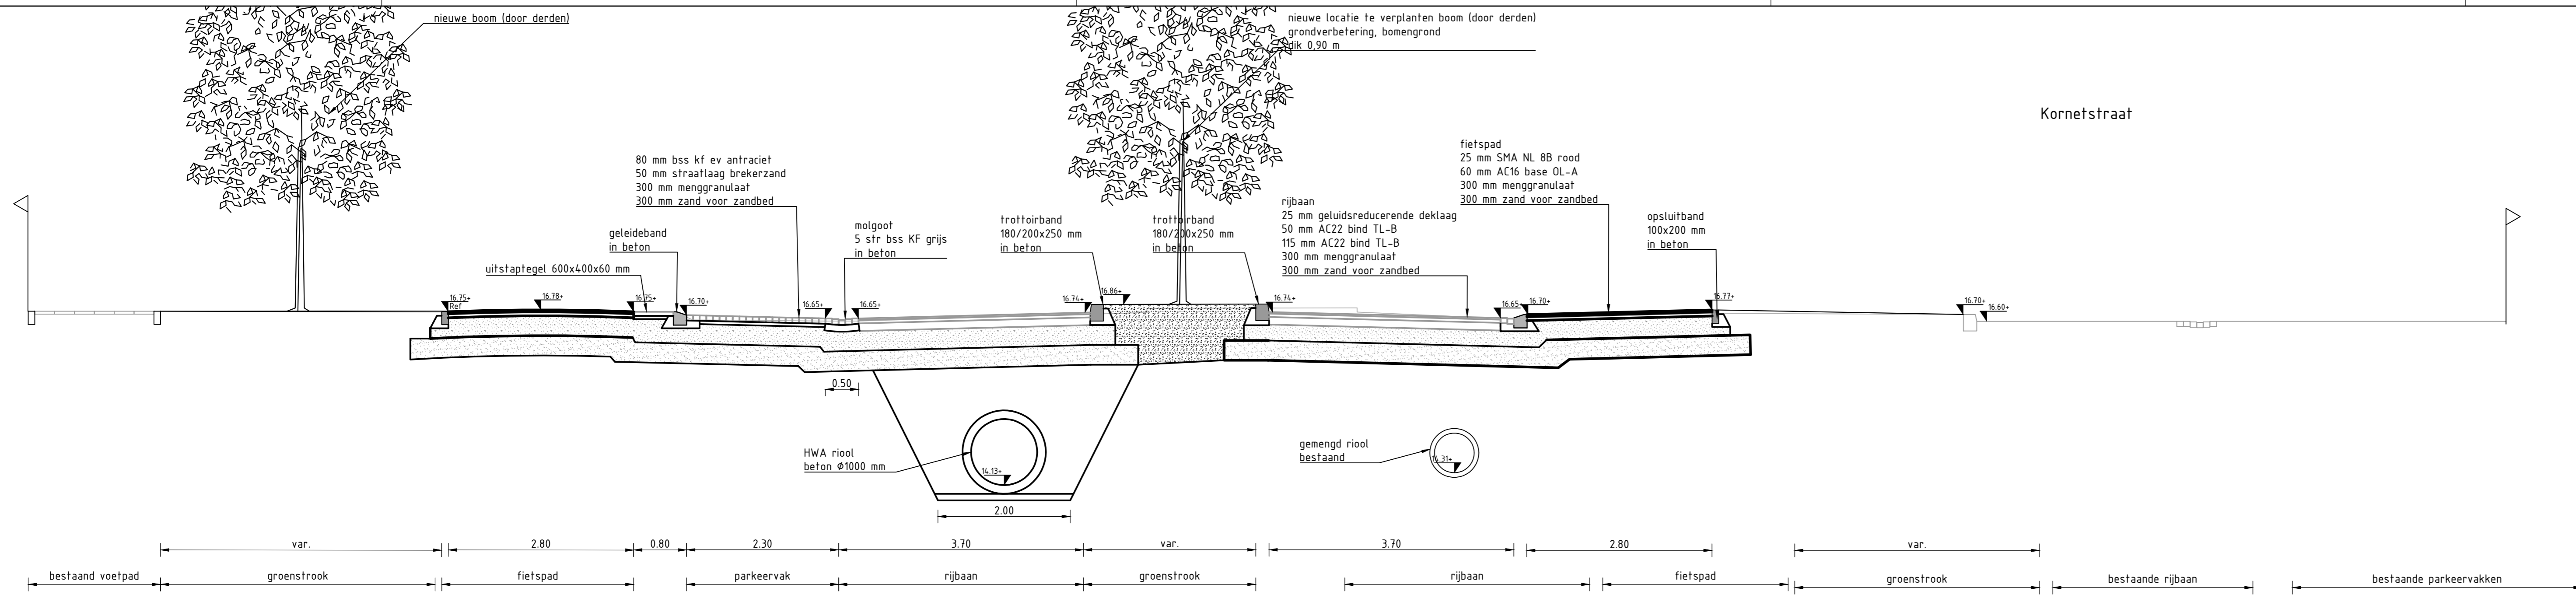 nieuwe boom (door derden)
nieuwe locatie te verplanten boom (door derden)
grondverbetering, bomengrond
dik 0,90 m
Kornetstraat
80 mm bss kf ev antraciet
50 mm straatlaag brekerzand
300 mm menggranulaat
300 mm zand voor zandbed
geleideband
in beton
uitstaptegel 600x400x60 mm
molgoot
5 str bss KF grijs
in beton
trottoirband
180/200x250 mm
in beton
trottoirband
180/200x250 mm
in beton
rijbaan
25 mm geluidsreducerende deklaag
50 mm AC22 bind TL-B
115 mm AC22 bind TL-B
300 mm menggranulaat
300 mm zand voor zandbed
fietspad
25 mm SMA NL 8B rood
60 mm AC16 base OL-A
300 mm menggranulaat
300 mm zand voor zandbed
opsluitband
100x200 mm
in beton
16.75+
Ref
16.78+
16.75+
16.70+
16.65+
16.65+
16.74+
16.86+
16.74+
16.65
16.70+
16.77+
16.70+
16.60+
0.50
HWA riool
beton Ø1000 mm
14.13+
2.00
gemengd riool
bestaand
14.31+
var.
2.80
0.80
2.30
3.70
var.
3.70
2.80
var.
bestaand voetpad
groenstrook
fietspad
parkeervak
rijbaan
groenstrook
rijbaan
fietspad
groenstrook
bestaande rijbaan
bestaande parkeervakken